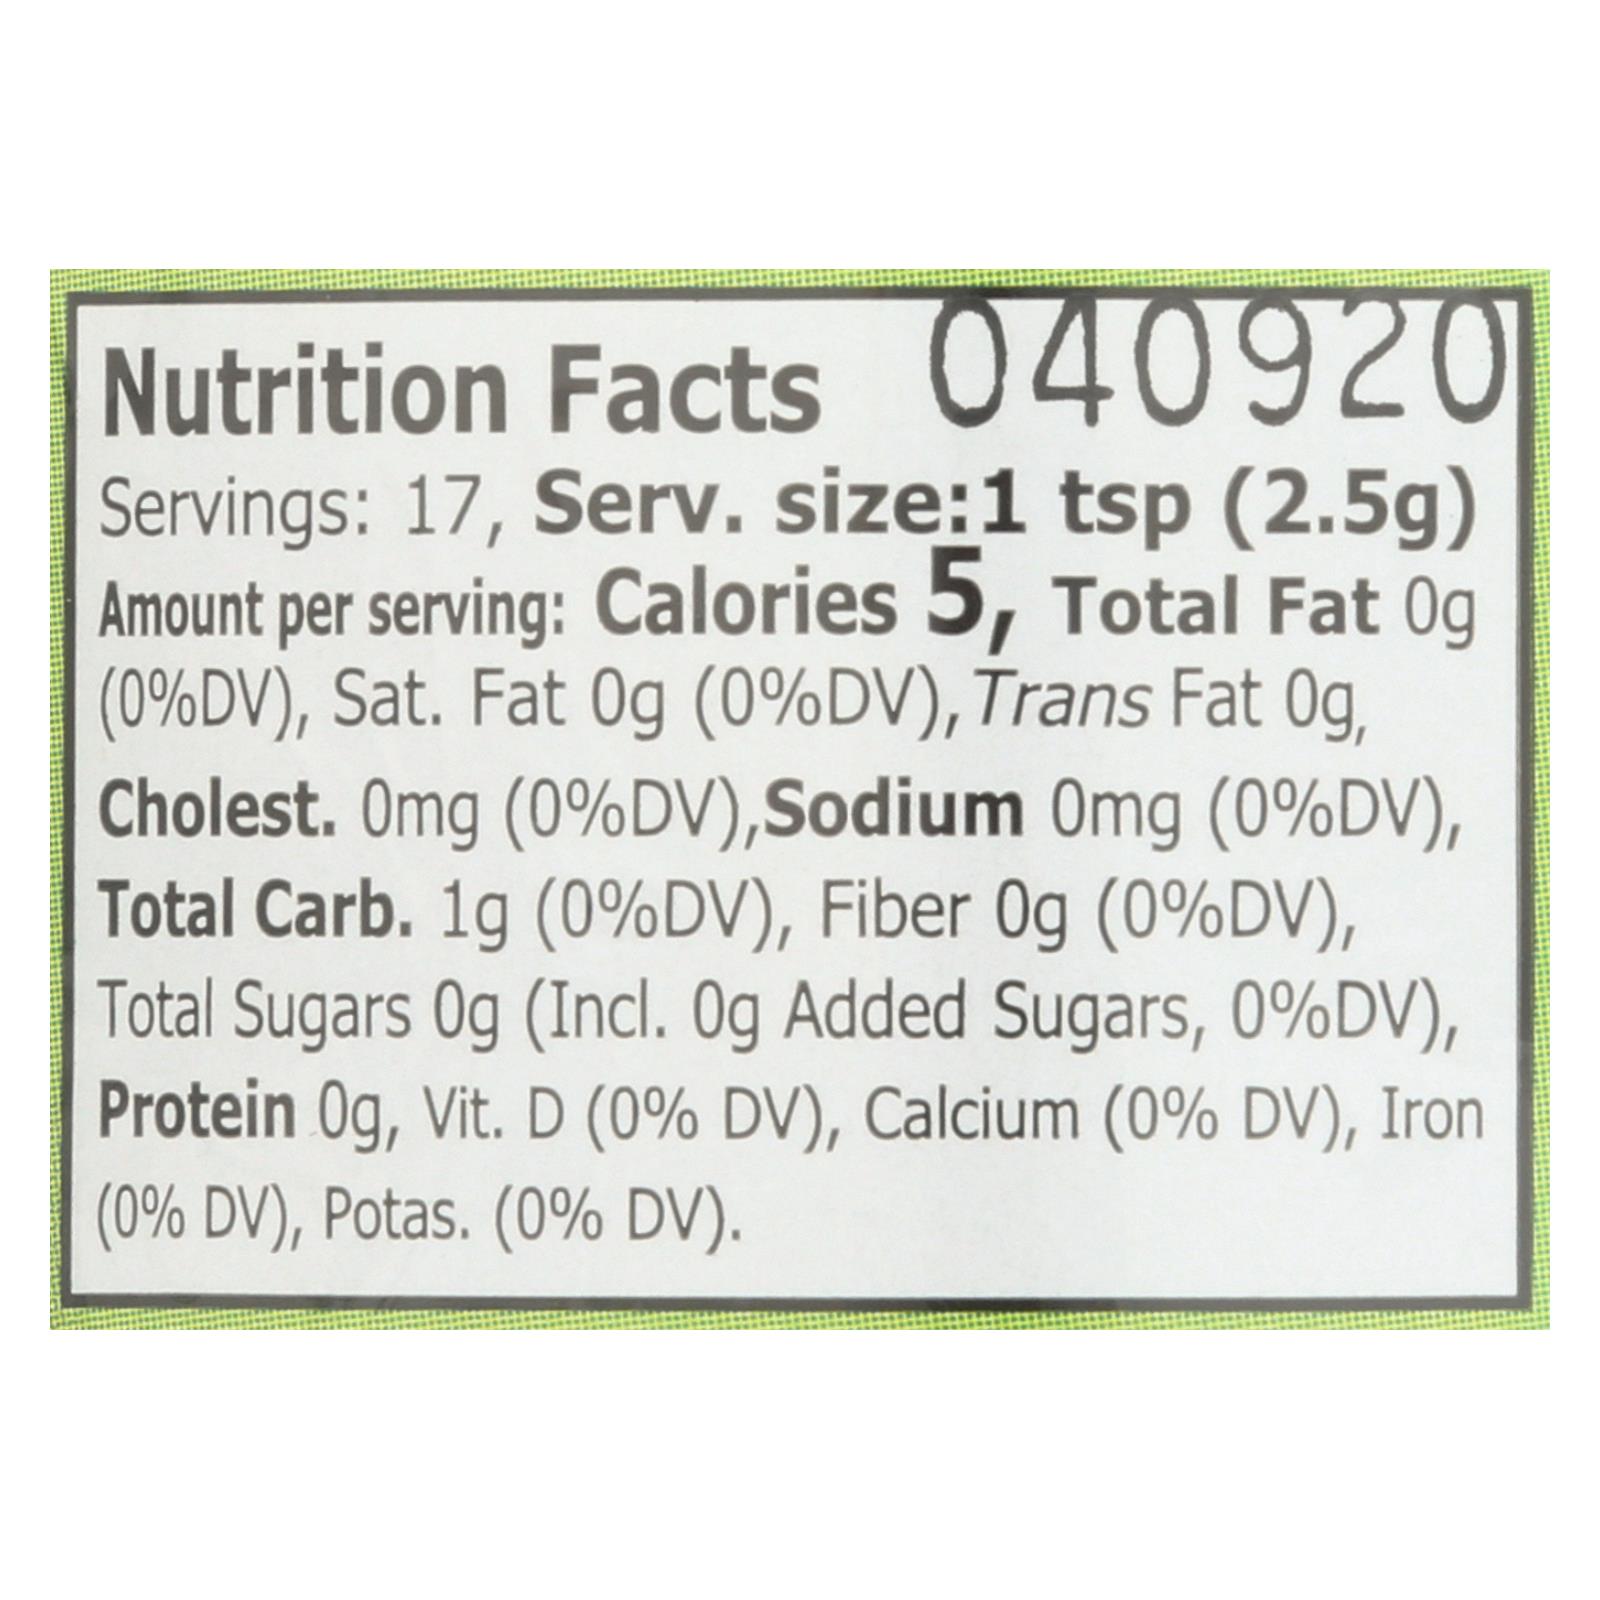 Nutrition Facts 040920
Servings: 17, Serv. size:1 tsp (2.5g)
Amount per serving: Calories 5, Total Fat 0g
(0%DV), Sat. Fat 0g (0%DV),Trans Fat 0g,
Cholest. 0mg (0%DV),Sodium 0mg (0%DV),
Total Carb. 1g (0%DV), Fiber 0g (0%DV),
Total Sugars 0g (Incl. 0g Added Sugars, 0%DV),
Protein 0g, Vit. D (0% DV), Calcium (0% DV), Iron
(0% DV), Potas. (0% DV).